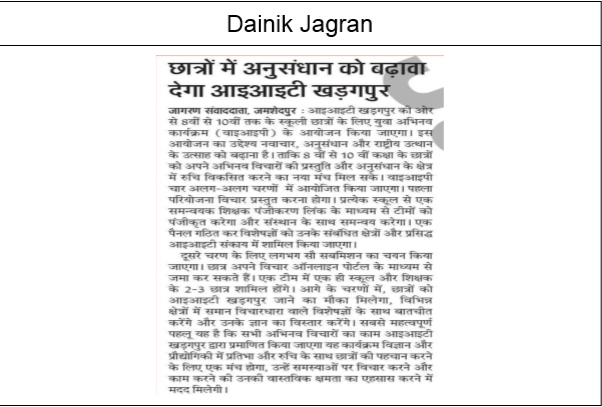 Dainik Jagran
छात्रों में अनुसंधान को बढ़ावा
देगा आइआइटी खड़गपुर
जागरण संवाददाता, जमशेदपुर : आइआइटी खड़गपुर की ओर
से 8वीं से 10वीं तक के स्कूली छात्रों के लिए युवा अभिनव
कार्यक्रम (वाइआइपी) के आयोजन किया जाएगा। इस
आयोजन का उद्देश्य नवाचार, अनुसंधान और राष्ट्रीय उत्थान
के उत्साह को बढ़ाना है। ताकि 8 वीं से 10 वीं कक्षा के छात्रों
को अपने अभिनव विचारों की प्रस्तुति और अनुसंधान के क्षेत्र
में रुचि विकसित करने का नया मंच मिल सके। वाइआइपी
चार अलग-अलग चरणों में आयोजित किया जाएगा। पहला
परियोजना विचार प्रस्तुत करना होगा। प्रत्येक स्कूल से एक
समन्वयक शिक्षक पंजीकरण लिंक के माध्यम से टीमों को
पंजीकृत करेगा और संस्थान के साथ समन्वय करेगा। एक
पैनल गठित कर विशेषज्ञों को उनके संबंधित क्षेत्रों और प्रसिद्ध
आइआइटी संकाय में शामिल किया जाएगा।
दूसरे चरण के लिए लगभग सौ सबमिशन का चयन किया
जाएगा। छात्र अपने विचार ऑनलाइन पोर्टल के माध्यम से
जमा कर सकते हैं। एक टीम में एक ही स्कूल और शिक्षक
के 2-3 छात्र शामिल होंगे। आगे के चरणों में, छात्रों को
आइआइटी खड़गपुर जाने का मौका मिलेगा, विभिन्न
क्षेत्रों में समान विचारधारा वाले विशेषज्ञों के साथ बातचीत
करेंगे और उनके ज्ञान का विस्तार करेंगे। सबसे महत्वपूर्ण
पहलू यह है कि सभी अभिनव विचारों का काम आइआइटी
खड़गपुर द्वारा प्रमाणित किया जाएगा यह कार्यक्रम विज्ञान और
प्रौद्योगिकी में प्रतिभा और रुचि के साथ छात्रों की पहचान करने
के लिए एक मंच होगा, उन्हें समस्याओं पर विचार करने और
काम करने की उनकी वास्तविक क्षमता का एहसास करने में
मदद मिलेगी।